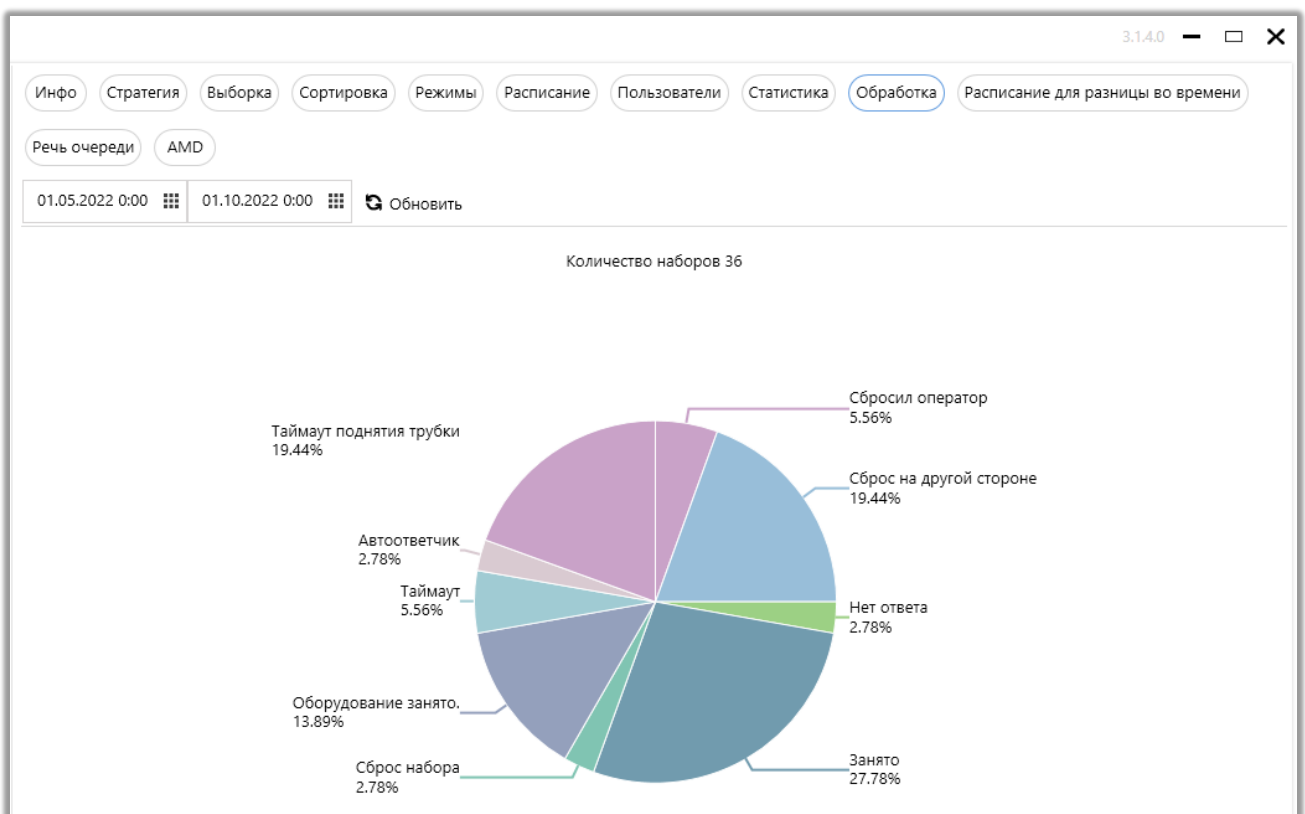 3.1.4.0
Инфо Стратегия Выборка Сортировка Режимы Расписание Пользователи Статистика Обработка Расписание для разницы во времени
Речь очереди AMD
01.05.2022 0:00 01.10.2022 0:00 Обновить
Количество наборов 36
Сбросил оператор
5.56%
Таймаут поднятия трубки
19.44%
Сброс на другой стороне
19.44%
Автоответчик
2.78%
Таймаут
5.56%
Нет ответа
2.78%
Оборудование занято.
13.89%
Занято
27.78%
Сброс набора
2.78%